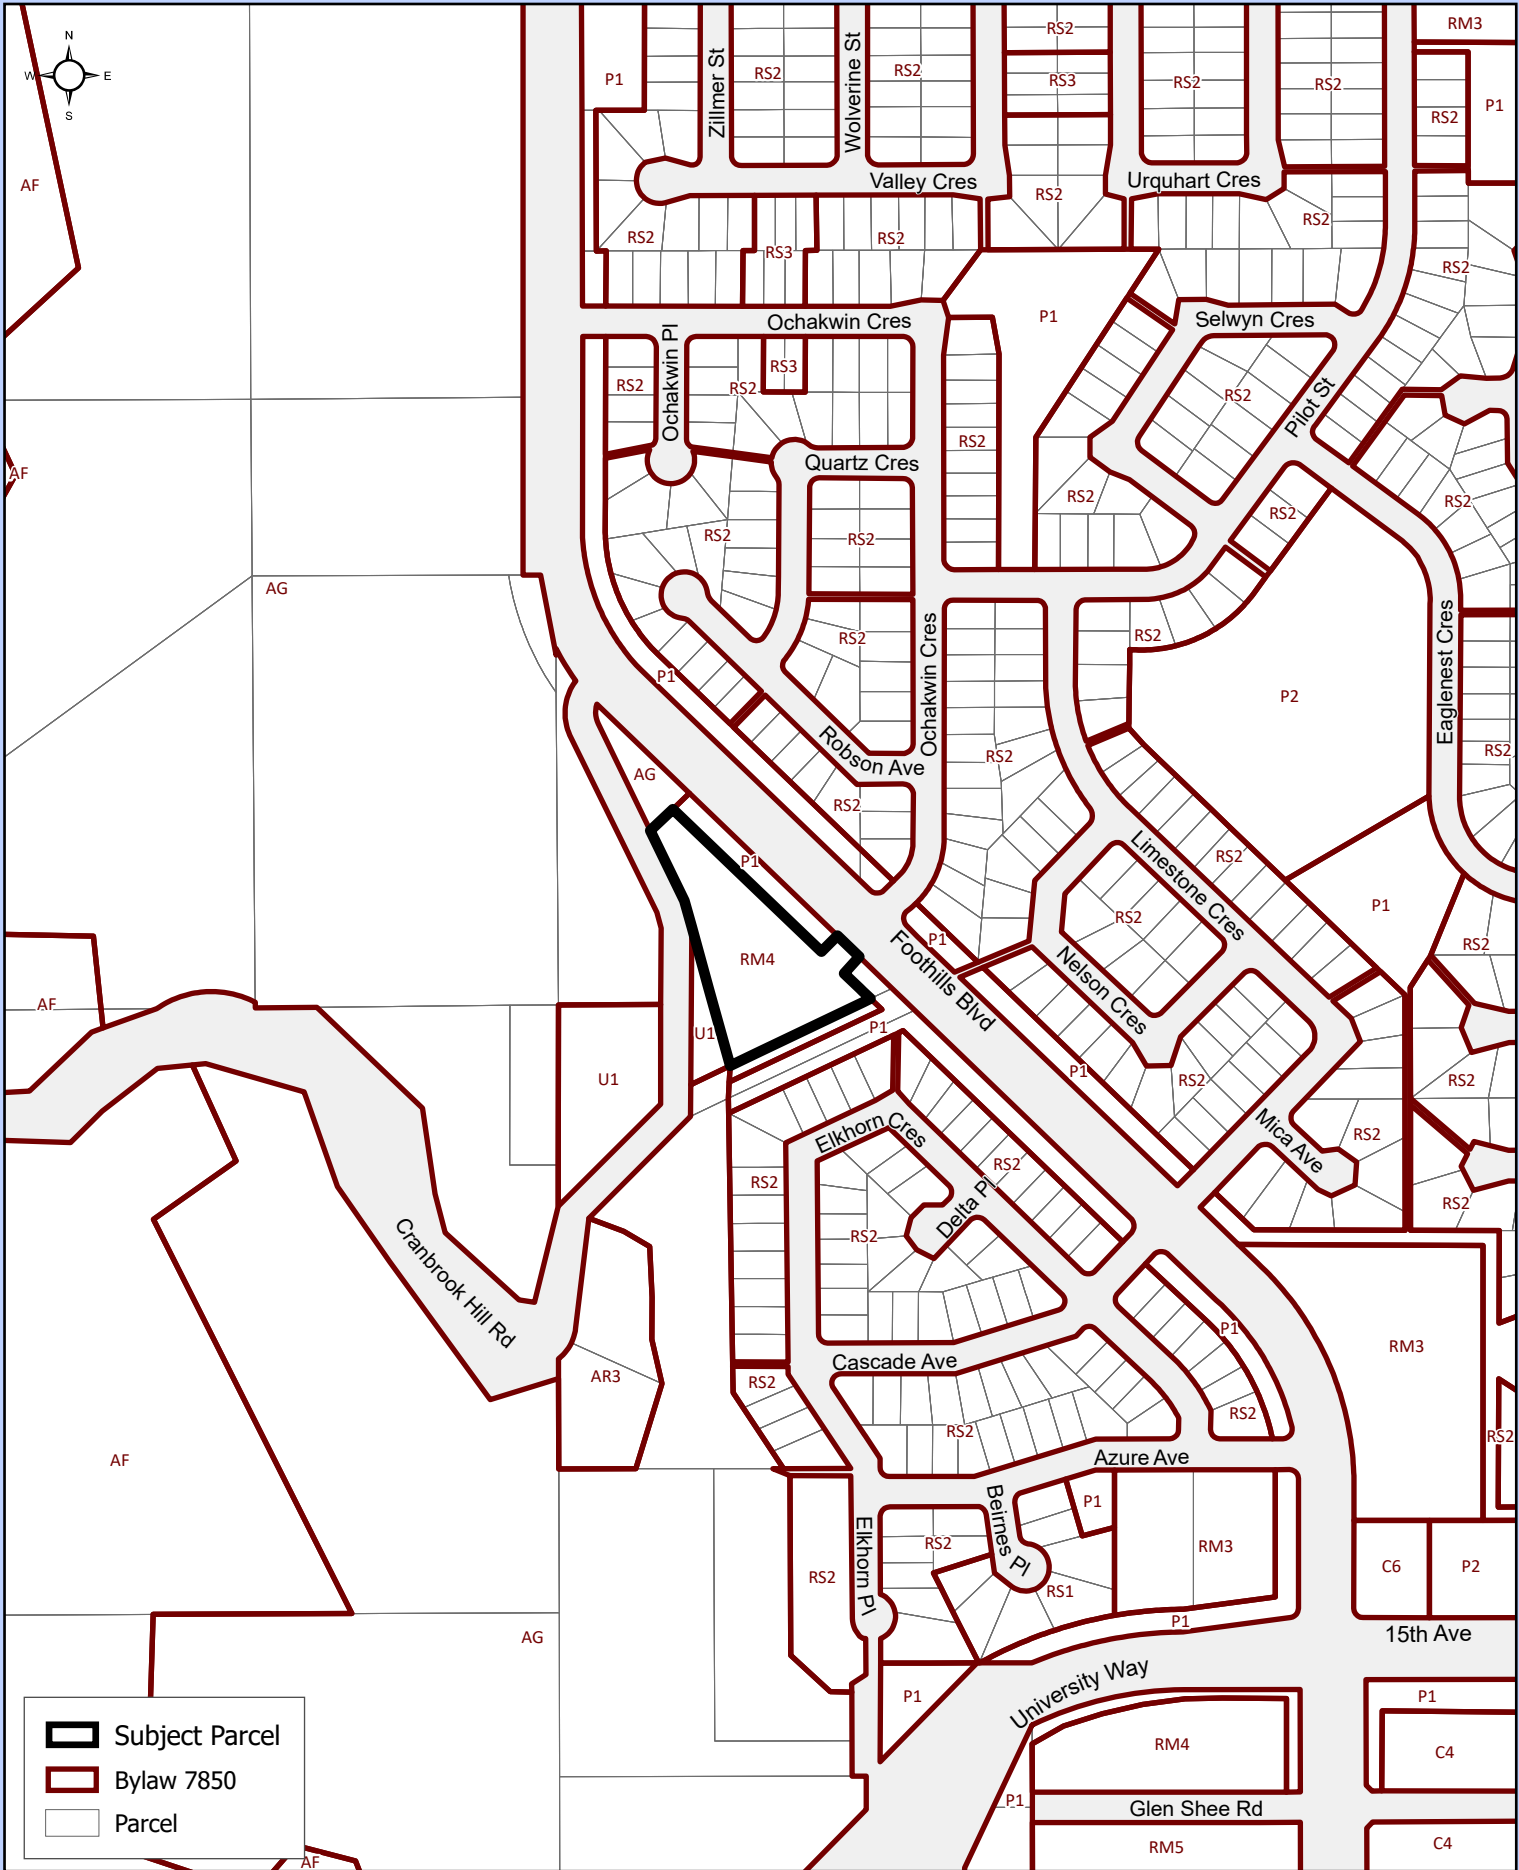 RM3
RS2
N
Zillmer St
Wolverine St
W
E
P1
RS2
RS2
RS3
RS2
RS2
P1
S
RS2
AF
Valley Cres
Urquhart Cres
RS2
RS2
RS2
RS2
RS3
RS2
P1
Ochakwin Cres
Selwyn Cres
Ochakwin Pl
RS3
RS2
RS2
RS2
Pilot St
RS2
Quartz Cres
AF
RS2
RS2
RS2
RS2
RS2
AG
RS2
RS2
Ochakwin Cres
Eaglenest Cres
P1
P2
Robson Ave
RS2
RS2
AG
RS2
Limestone Cres
P1
RS2
P1
RS2
Foothills Blvd
P1
RS2
Nelson Cres
RM4
AF
U1
P1
U1
P1
RS2
RS2
Elkhorn Cres
Mica Ave
RS2
RS2
RS2
Delta Pl
RS2
RS2
Cranbrook Hill Rd
P1
RM3
Cascade Ave
AR3
RS2
RS2
RS2
RS2
AF
Azure Ave
Beirnes Pl
P1
Elkhorn Pl
RS2
RM3
C6
P2
RS2
RS1
P1
15th Ave
AG
University Way
P1
P1
Subject Parcel
RM4
C4
Bylaw 7850
P1
Glen Shee Rd
Parcel
RM5
C4
AF